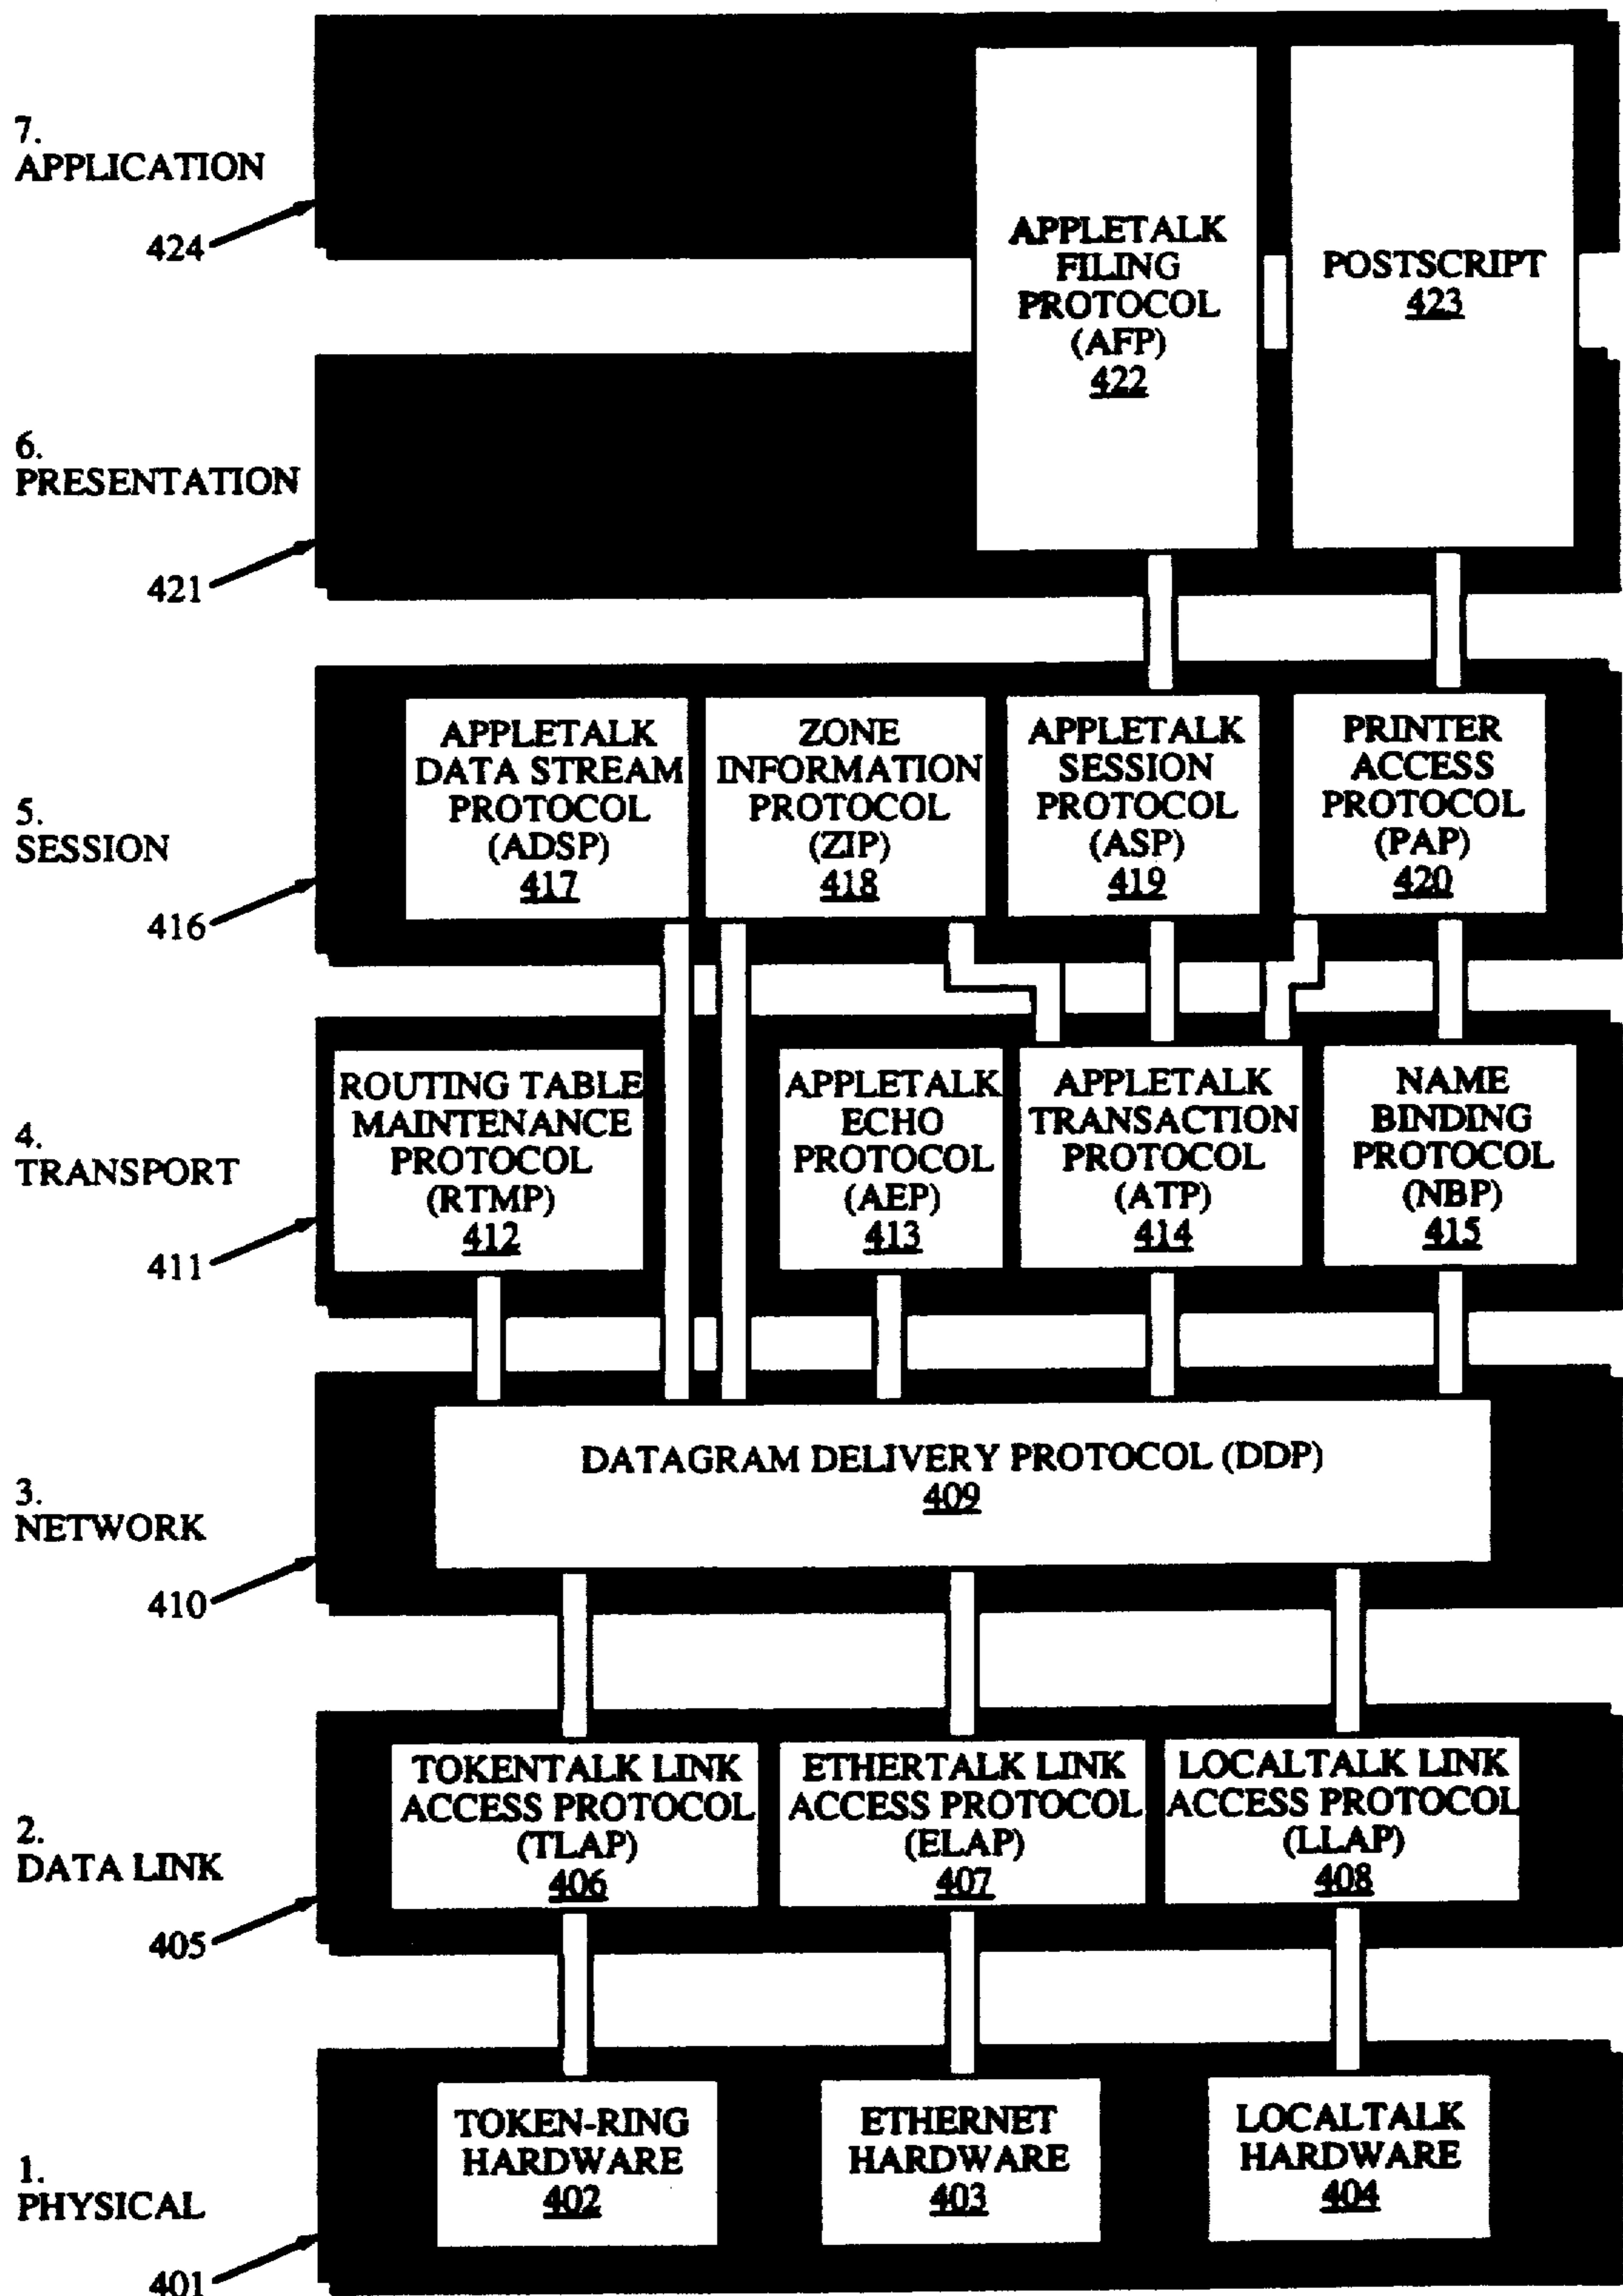 7.
APPLICATION
424
APPLETALK
FILING
PROTOCOL
(AFP)
422
POSTSCRIPT
423
6.
PRESENTATION
421
5.
SESSION
416
APPLETALK
DATA STREAM
PROTOCOL
(ADSP)
417
ZONE
INFORMATION
PROTOCOL
(ZIP)
418
APPLETALK
SESSION
PROTOCOL
(ASP)
419
PRINTER
ACCESS
PROTOCOL
(PAP)
420
4.
TRANSPORT
411
ROUTING TABLE
MAINTENANCE
PROTOCOL
(RTMP)
412
APPLETALK
ECHO
PROTOCOL
(AEP)
413
APPLETALK
TRANSACTION
PROTOCOL
(ATP)
414
NAME
BINDING
PROTOCOL
(NBP)
415
3.
NETWORK
410
DATAGRAM DELIVERY PROTOCOL (DDP)
409
2.
DATA LINK
405
TOKENTALK LINK
ACCESS PROTOCOL
(TLAP)
406
ETHERTALK LINK
ACCESS PROTOCOL
(ELAP)
407
LOCALTALK LINK
ACCESS PROTOCOL
(LLAP)
408
1.
PHYSICAL
401
TOKEN-RING
HARDWARE
402
ETHERNET
HARDWARE
403
LOCALTALK
HARDWARE
404